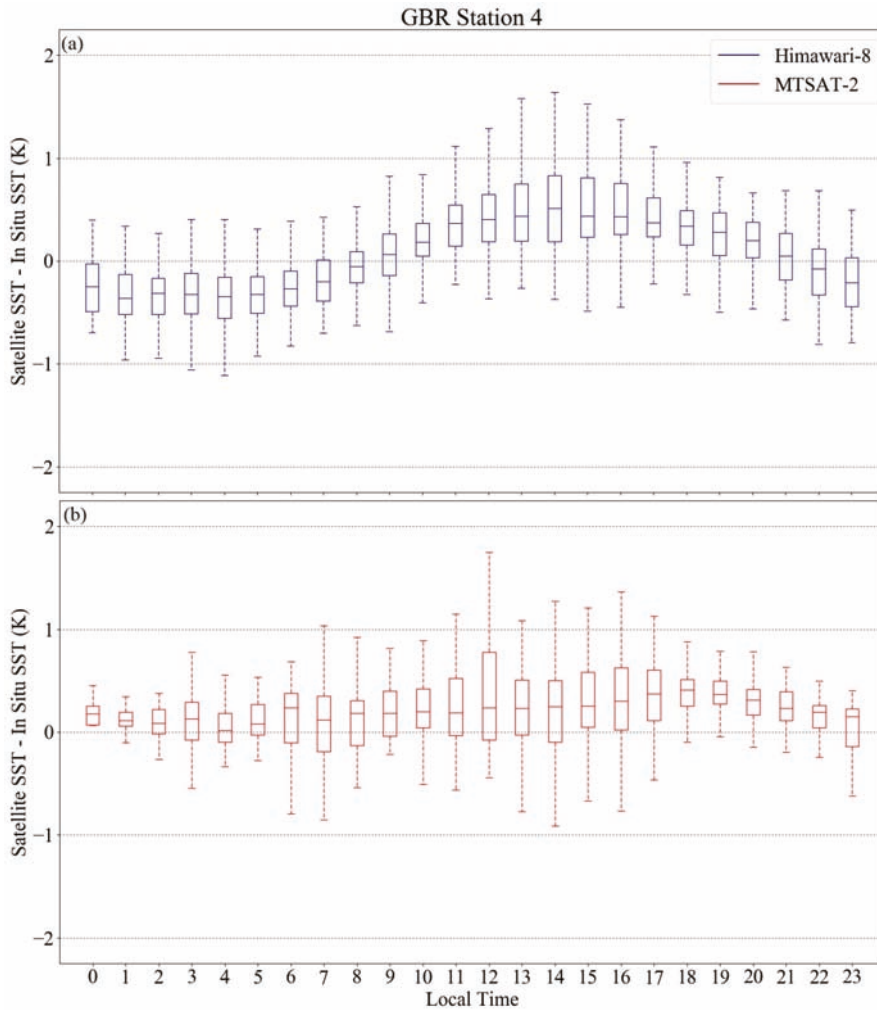 GBR Station 4
(a)
Himawari-8
MTSAT-2
Satellite SST - In Situ SST (K)
2
1
0
−1
−2
(b)
Satellite SST - In Situ SST (K)
2
1
0
−1
−2
0 1 2 3 4 5 6 7 8 9 10 11 12 13 14 15 16 17 18 19 20 21 22 23
Local Time